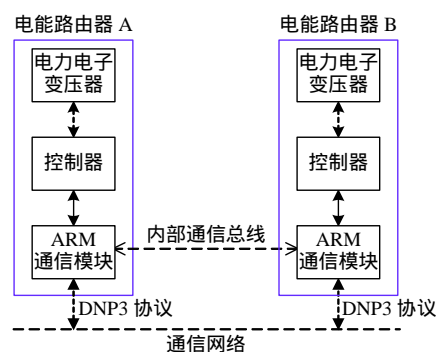 电能路由器 A
电力电子
变压器
控制器
ARM
通信模块
电能路由器 B
电力电子
变压器
控制器
ARM
通信模块
内部通信总线
DNP3 协议
DNP3 协议
通信网络